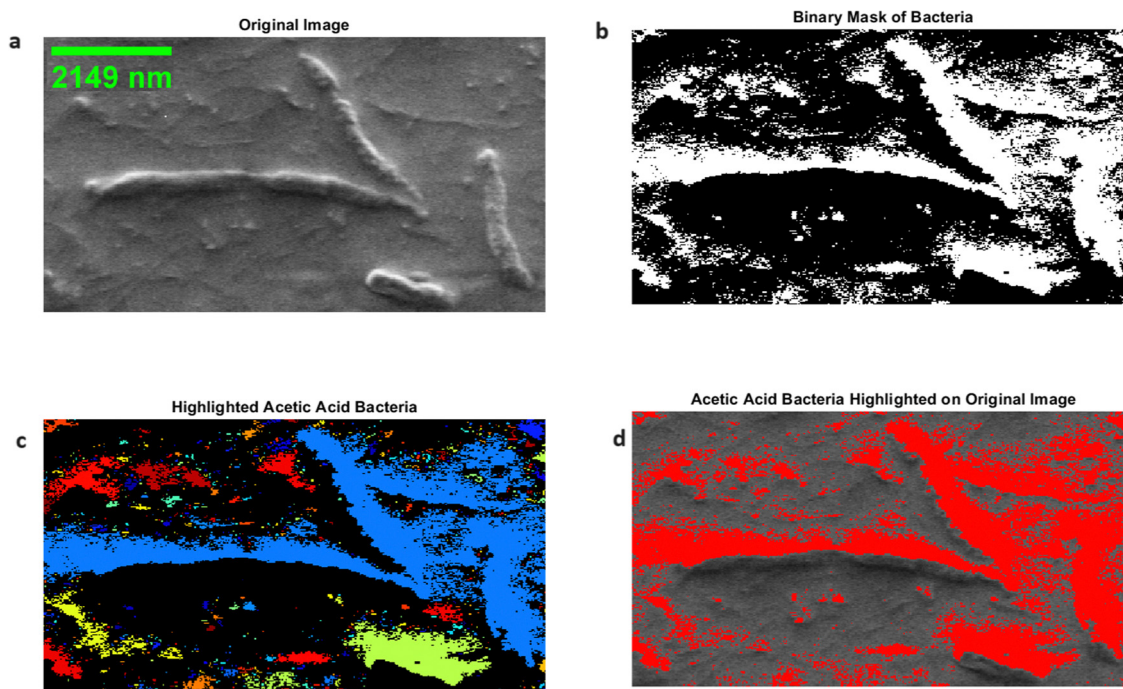 Original Image
a
2149 nm
Binary Mask of Bacteria
b
Highlighted Acetic Acid Bacteria
c
Acetic Acid Bacteria Highlighted on Original Image
d